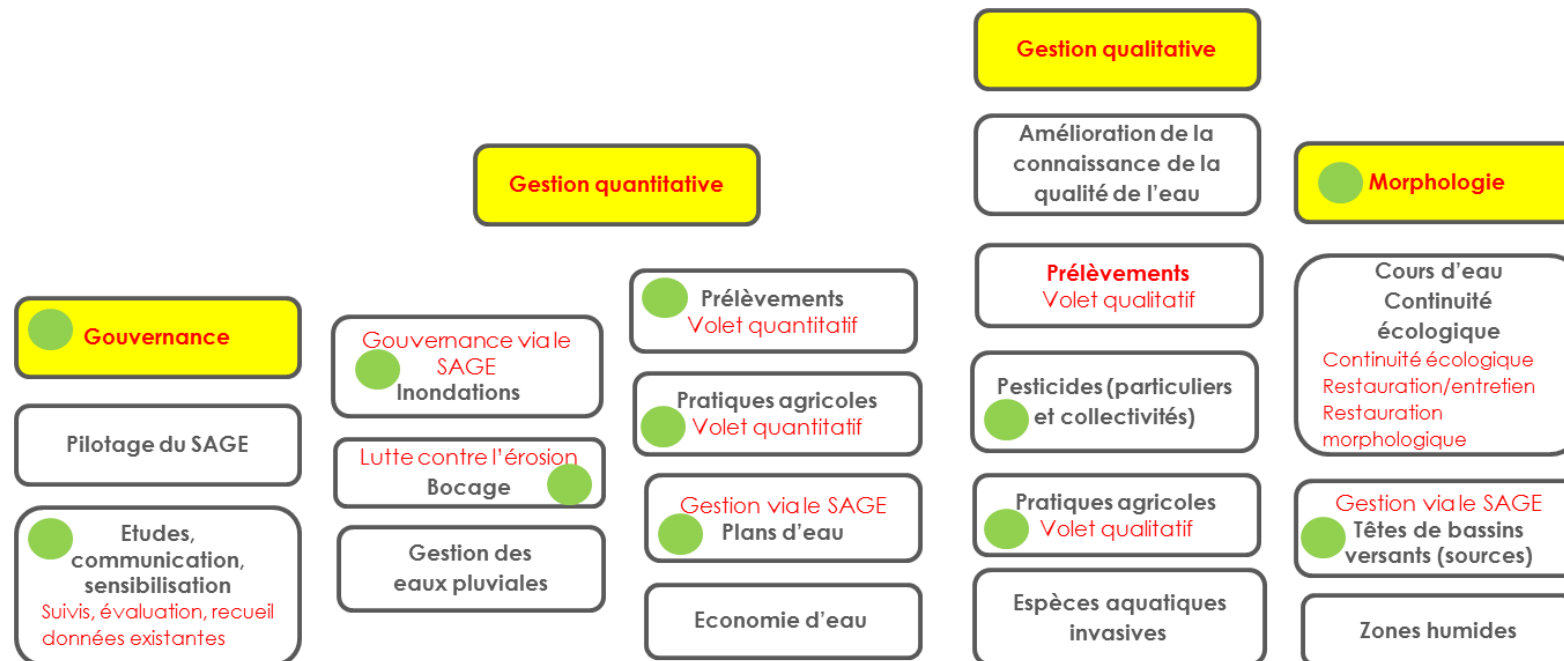 Gouvernance
Pilotage du SAGE
Etudes,
communication,
sensibilisation
Suivis, évaluation, recueil
données existantes
Gestion quantitative
Gouvernance via le
SAGE
Inondations
Lutte contre l'érosion
Bocage
Gestion des
eaux pluviales
Prélèvements
Volet quantitatif
Pratiques agricoles
Volet quantitatif
Gestion via le SAGE
Plans d'eau
Economie d'eau
Gestion qualitative
Amélioration de la
connaissance de la
qualité de l'eau
Prélèvements
Volet qualitatif
Pesticides (particuliers
et collectivités)
Pratiques agricoles
Volet qualitatif
Espèces aquatiques
invasives
Morphologie
Cours d'eau
Continuité
écologique
Continuité écologique
Restauration/entretien
Restauration
morphologique
Gestion via le SAGE
Têtes de bassins
versants (sources)
Zones humides